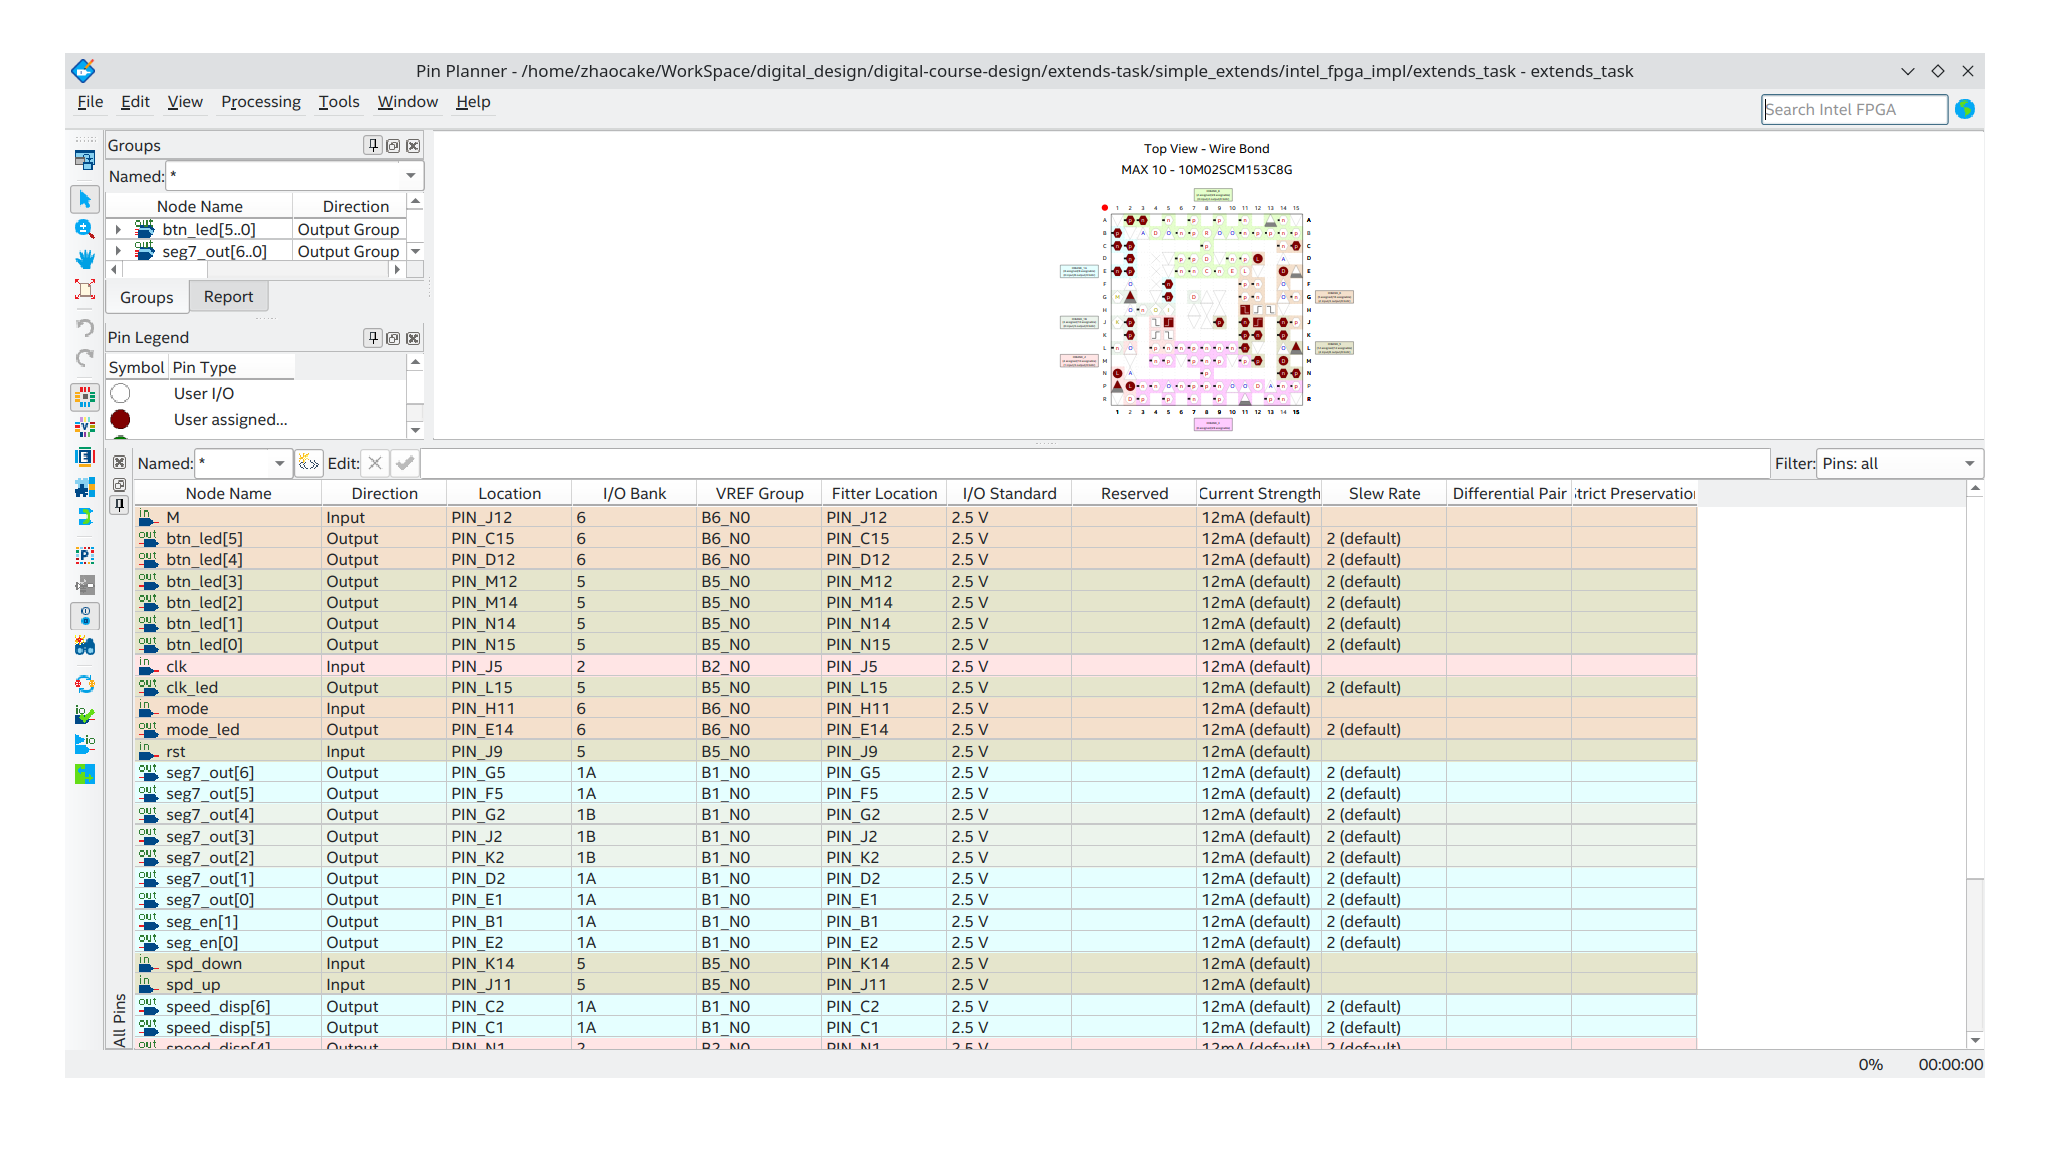 Pin Planner - /home/zhaocake/WorkSpace/digital_design/digital-course-design/extends-task/simple_extends/intel_fpga_impl/extends_task - extends_task
File Edit View Processing Tools Window Help
Search Intel FPGA
Groups
Named: *
Node Name Direction
btn_led[5..0] Output Group
seg7_out[6..0] Output Group
Groups Report
Pin Legend
Symbol Pin Type
User I/O
User assigned...
Top View - Wire Bond
MAX 10 - 10M02SCM153C8G
Named: * Edit: Filter: Pins: all
Node Name Direction Location I/O Bank VREF Group Fitter Location I/O Standard Reserved Current Strength Slew Rate Differential Pair trict Preservation
M Input PIN_J12 6 B6_N0 PIN_J12 2.5 V 12mA (default)
btn_led[5] Output PIN_C15 6 B6_N0 PIN_C15 2.5 V 12mA (default) 2 (default)
btn_led[4] Output PIN_D12 6 B6_N0 PIN_D12 2.5 V 12mA (default) 2 (default)
btn_led[3] Output PIN_M12 5 B5_N0 PIN_M12 2.5 V 12mA (default) 2 (default)
btn_led[2] Output PIN_M14 5 B5_N0 PIN_M14 2.5 V 12mA (default) 2 (default)
btn_led[1] Output PIN_N14 5 B5_N0 PIN_N14 2.5 V 12mA (default) 2 (default)
btn_led[0] Output PIN_N15 5 B5_N0 PIN_N15 2.5 V 12mA (default) 2 (default)
clk Input PIN_J5 2 B2_N0 PIN_J5 2.5 V 12mA (default)
clk_led Output PIN_L15 5 B5_N0 PIN_L15 2.5 V 12mA (default) 2 (default)
mode Input PIN_H11 6 B6_N0 PIN_H11 2.5 V 12mA (default)
mode_led Output PIN_E14 6 B6_N0 PIN_E14 2.5 V 12mA (default) 2 (default)
rst Input PIN_J9 5 B5_N0 PIN_J9 2.5 V 12mA (default)
seg7_out[6] Output PIN_G5 1A B1_N0 PIN_G5 2.5 V 12mA (default) 2 (default)
seg7_out[5] Output PIN_F5 1A B1_N0 PIN_F5 2.5 V 12mA (default) 2 (default)
seg7_out[4] Output PIN_G2 1B B1_N0 PIN_G2 2.5 V 12mA (default) 2 (default)
seg7_out[3] Output PIN_J2 1B B1_N0 PIN_J2 2.5 V 12mA (default) 2 (default)
seg7_out[2] Output PIN_K2 1B B1_N0 PIN_K2 2.5 V 12mA (default) 2 (default)
seg7_out[1] Output PIN_D2 1A B1_N0 PIN_D2 2.5 V 12mA (default) 2 (default)
seg7_out[0] Output PIN_E1 1A B1_N0 PIN_E1 2.5 V 12mA (default) 2 (default)
seg_en[1] Output PIN_B1 1A B1_N0 PIN_B1 2.5 V 12mA (default) 2 (default)
seg_en[0] Output PIN_E2 1A B1_N0 PIN_E2 2.5 V 12mA (default) 2 (default)
spd_down Input PIN_K14 5 B5_N0 PIN_K14 2.5 V 12mA (default)
spd_up Input PIN_J11 5 B5_N0 PIN_J11 2.5 V 12mA (default)
speed_disp[6] Output PIN_C2 1A B1_N0 PIN_C2 2.5 V 12mA (default) 2 (default)
speed_disp[5] Output PIN_C1 1A B1_N0 PIN_C1 2.5 V 12mA (default) 2 (default)
speed_disp[4] Output PIN_N1 2 B2_N0 PIN_N1 2.5 V 12mA (default) 2 (default)
All Pins
0% 00:00:00